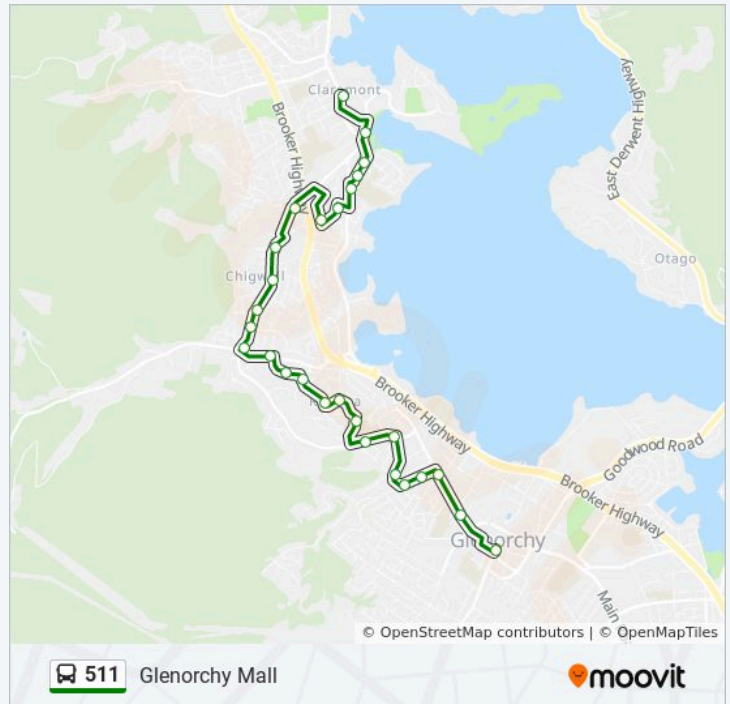 Claremont
Brooker Highway
East Derwent Highway
Otago
Chigwell
Brooker Highway
Goodwood Road
Brooker Highway
Glenorchy
Main
© OpenStreetMap contributors | © OpenMapTiles
511 Glenorchy Mall
moovit